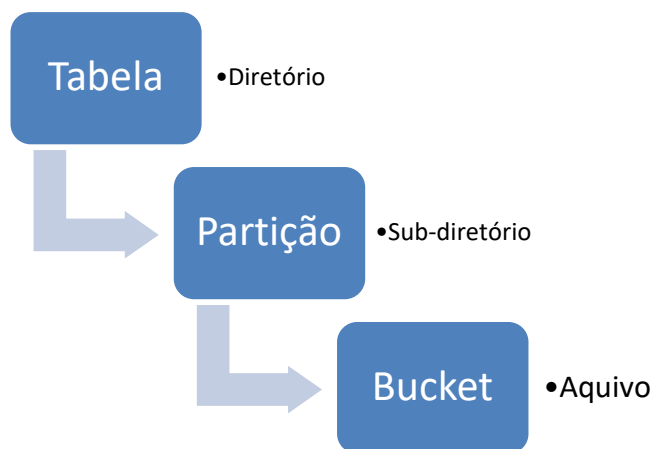 Tabela
•Diretório
Partição
•Sub-diretório
Bucket
•Aquivo